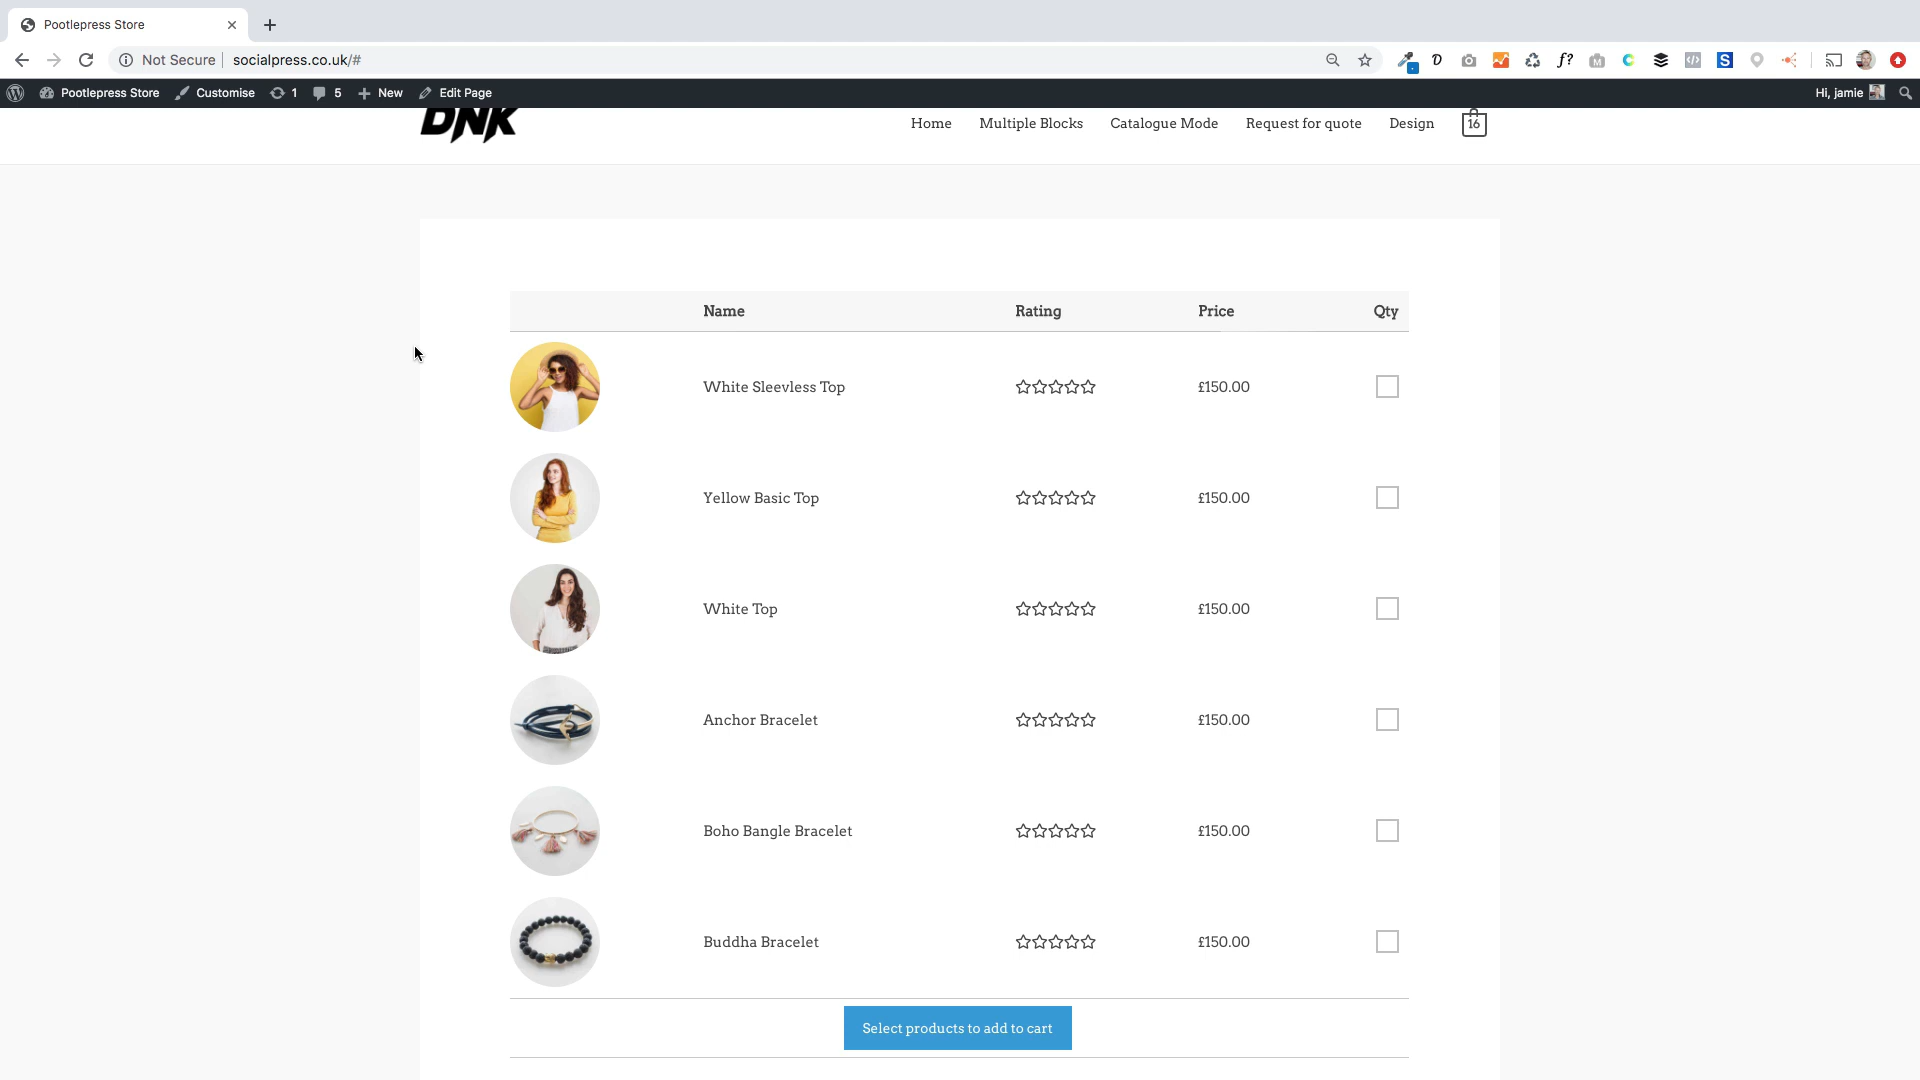 Pootlepress Store
Not Secure socialpress.co.uk/#
Pootlepress Store Customise 1 5 New Edit Page Hi, jamie
DNK Home Multiple Blocks Catalogue Mode Request for quote Design 16
Name Rating Price Qty
White Sleevless Top £150.00
Yellow Basic Top £150.00
White Top £150.00
Anchor Bracelet £150.00
Boho Bangle Bracelet £150.00
Buddha Bracelet £150.00
Select products to add to cart